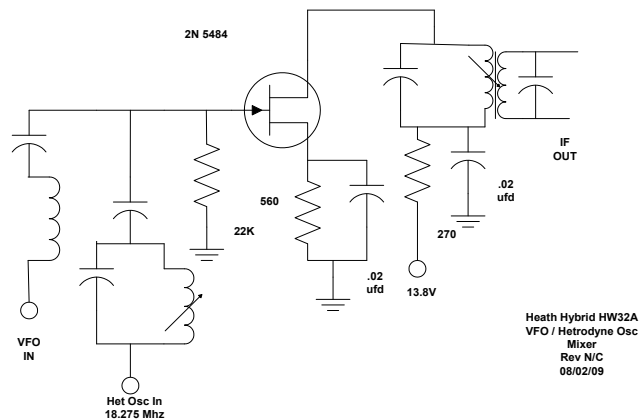 2N 5484
IF
OUT
.02
ufd
560
22K
270
.02
ufd
13.8V
VFO
IN
Heath Hybrid HW32A
VFO / Hetrodyne Osc
Mixer
Rev N/C
08/02/09
Het Osc In
18.275 Mhz